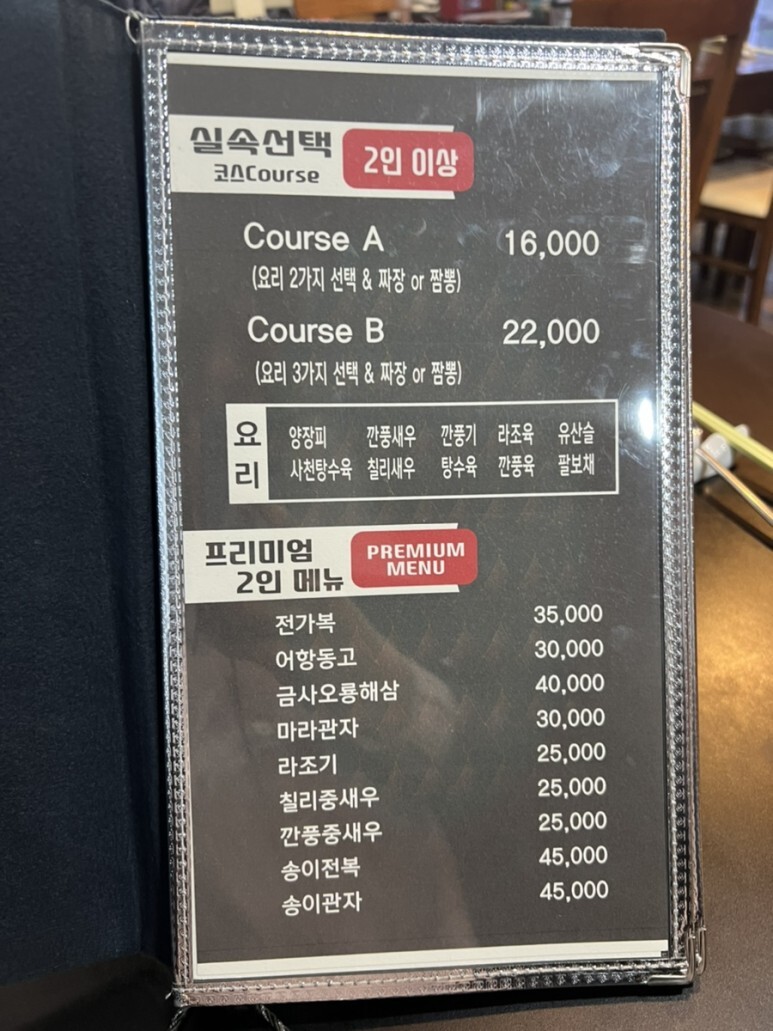 실속선택
코스Course
2인 이상
Course A 16,000
(요리 2가지 선택 & 짜장 or 짬뽕)
Course B 22,000
(요리 3가지 선택 & 짜장 or 짬뽕)
요리
양장피 깐풍새우 깐풍기 라조육 유산슬
사천탕수육 칠리새우 탕수육 깐풍육 팔보채
프리미엄
2인 메뉴
PREMIUM
MENU
전가복 35,000
어항동고 30,000
금사오룡해삼 40,000
마라관자 30,000
라조기 25,000
칠리중새우 25,000
깐풍중새우 25,000
송이전복 45,000
송이관자 45,000